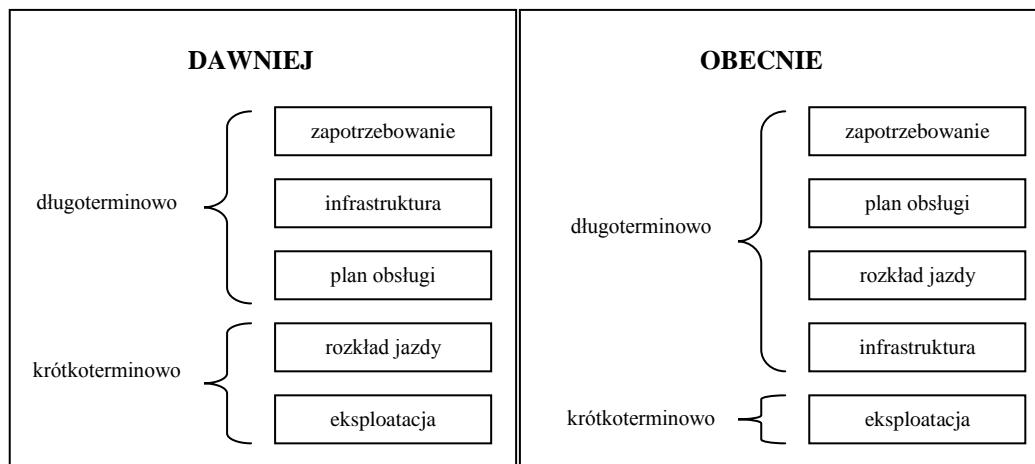 DAWNIEJ
zapotrzebowanie
długoterminowo
infrastruktura
plan obsługi
rozkład jazdy
krótkoterminowo
eksploatacja
OBECNIE
zapotrzebowanie
plan obsługi
długoterminowo
rozkład jazdy
infrastruktura
krótkoterminowo
eksploatacja